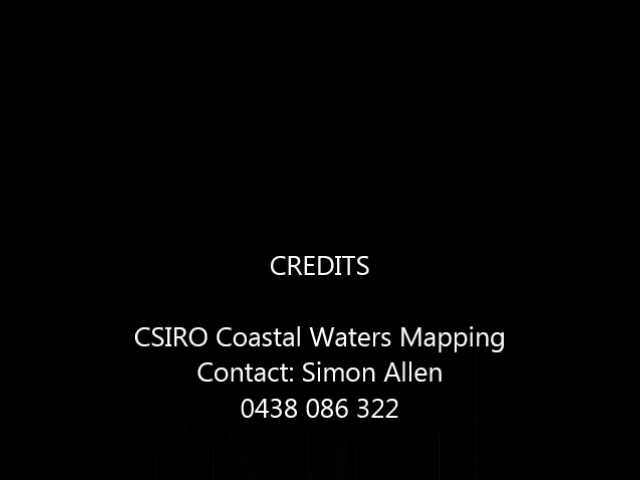 CREDITS
CSIRO Coastal Waters Mapping
Contact: Simon Allen
0438 086 322